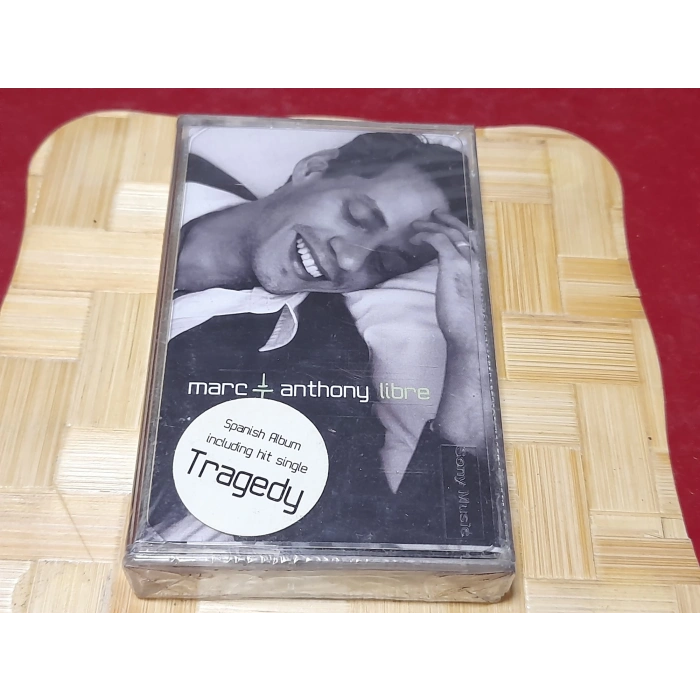 marc anthony libre
Spanish Album
including hit single
Tragedy
Sony Music